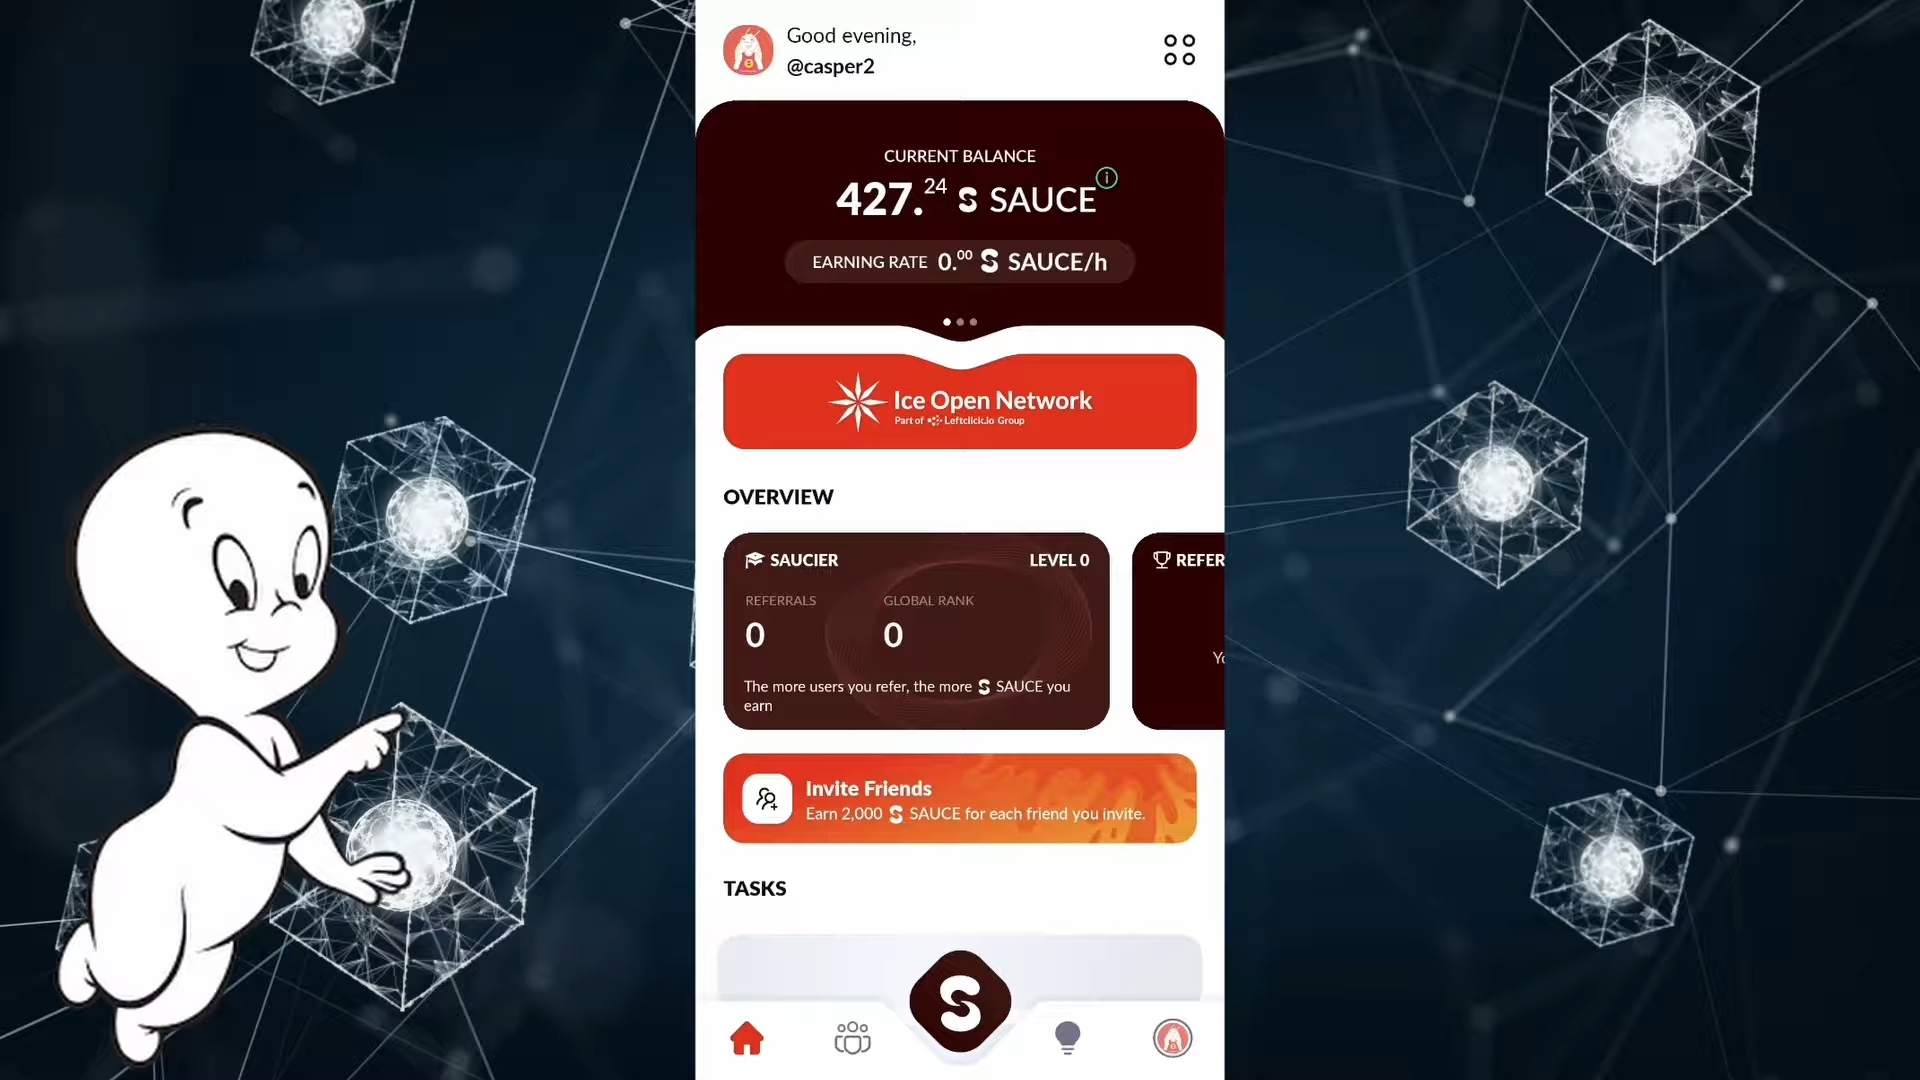 Good evening,
@casper2
CURRENT BALANCE
427.24 S SAUCE
EARNING RATE 0.00 S SAUCE/h
Ice Open Network
Part of Leftclick.io Group
OVERVIEW
SAUCIER LEVEL 0
REFERRALS GLOBAL RANK
0 0
The more users you refer, the more S SAUCE you
earn
REFER
Yo
Invite Friends
Earn 2,000 S SAUCE for each friend you invite.
TASKS
S